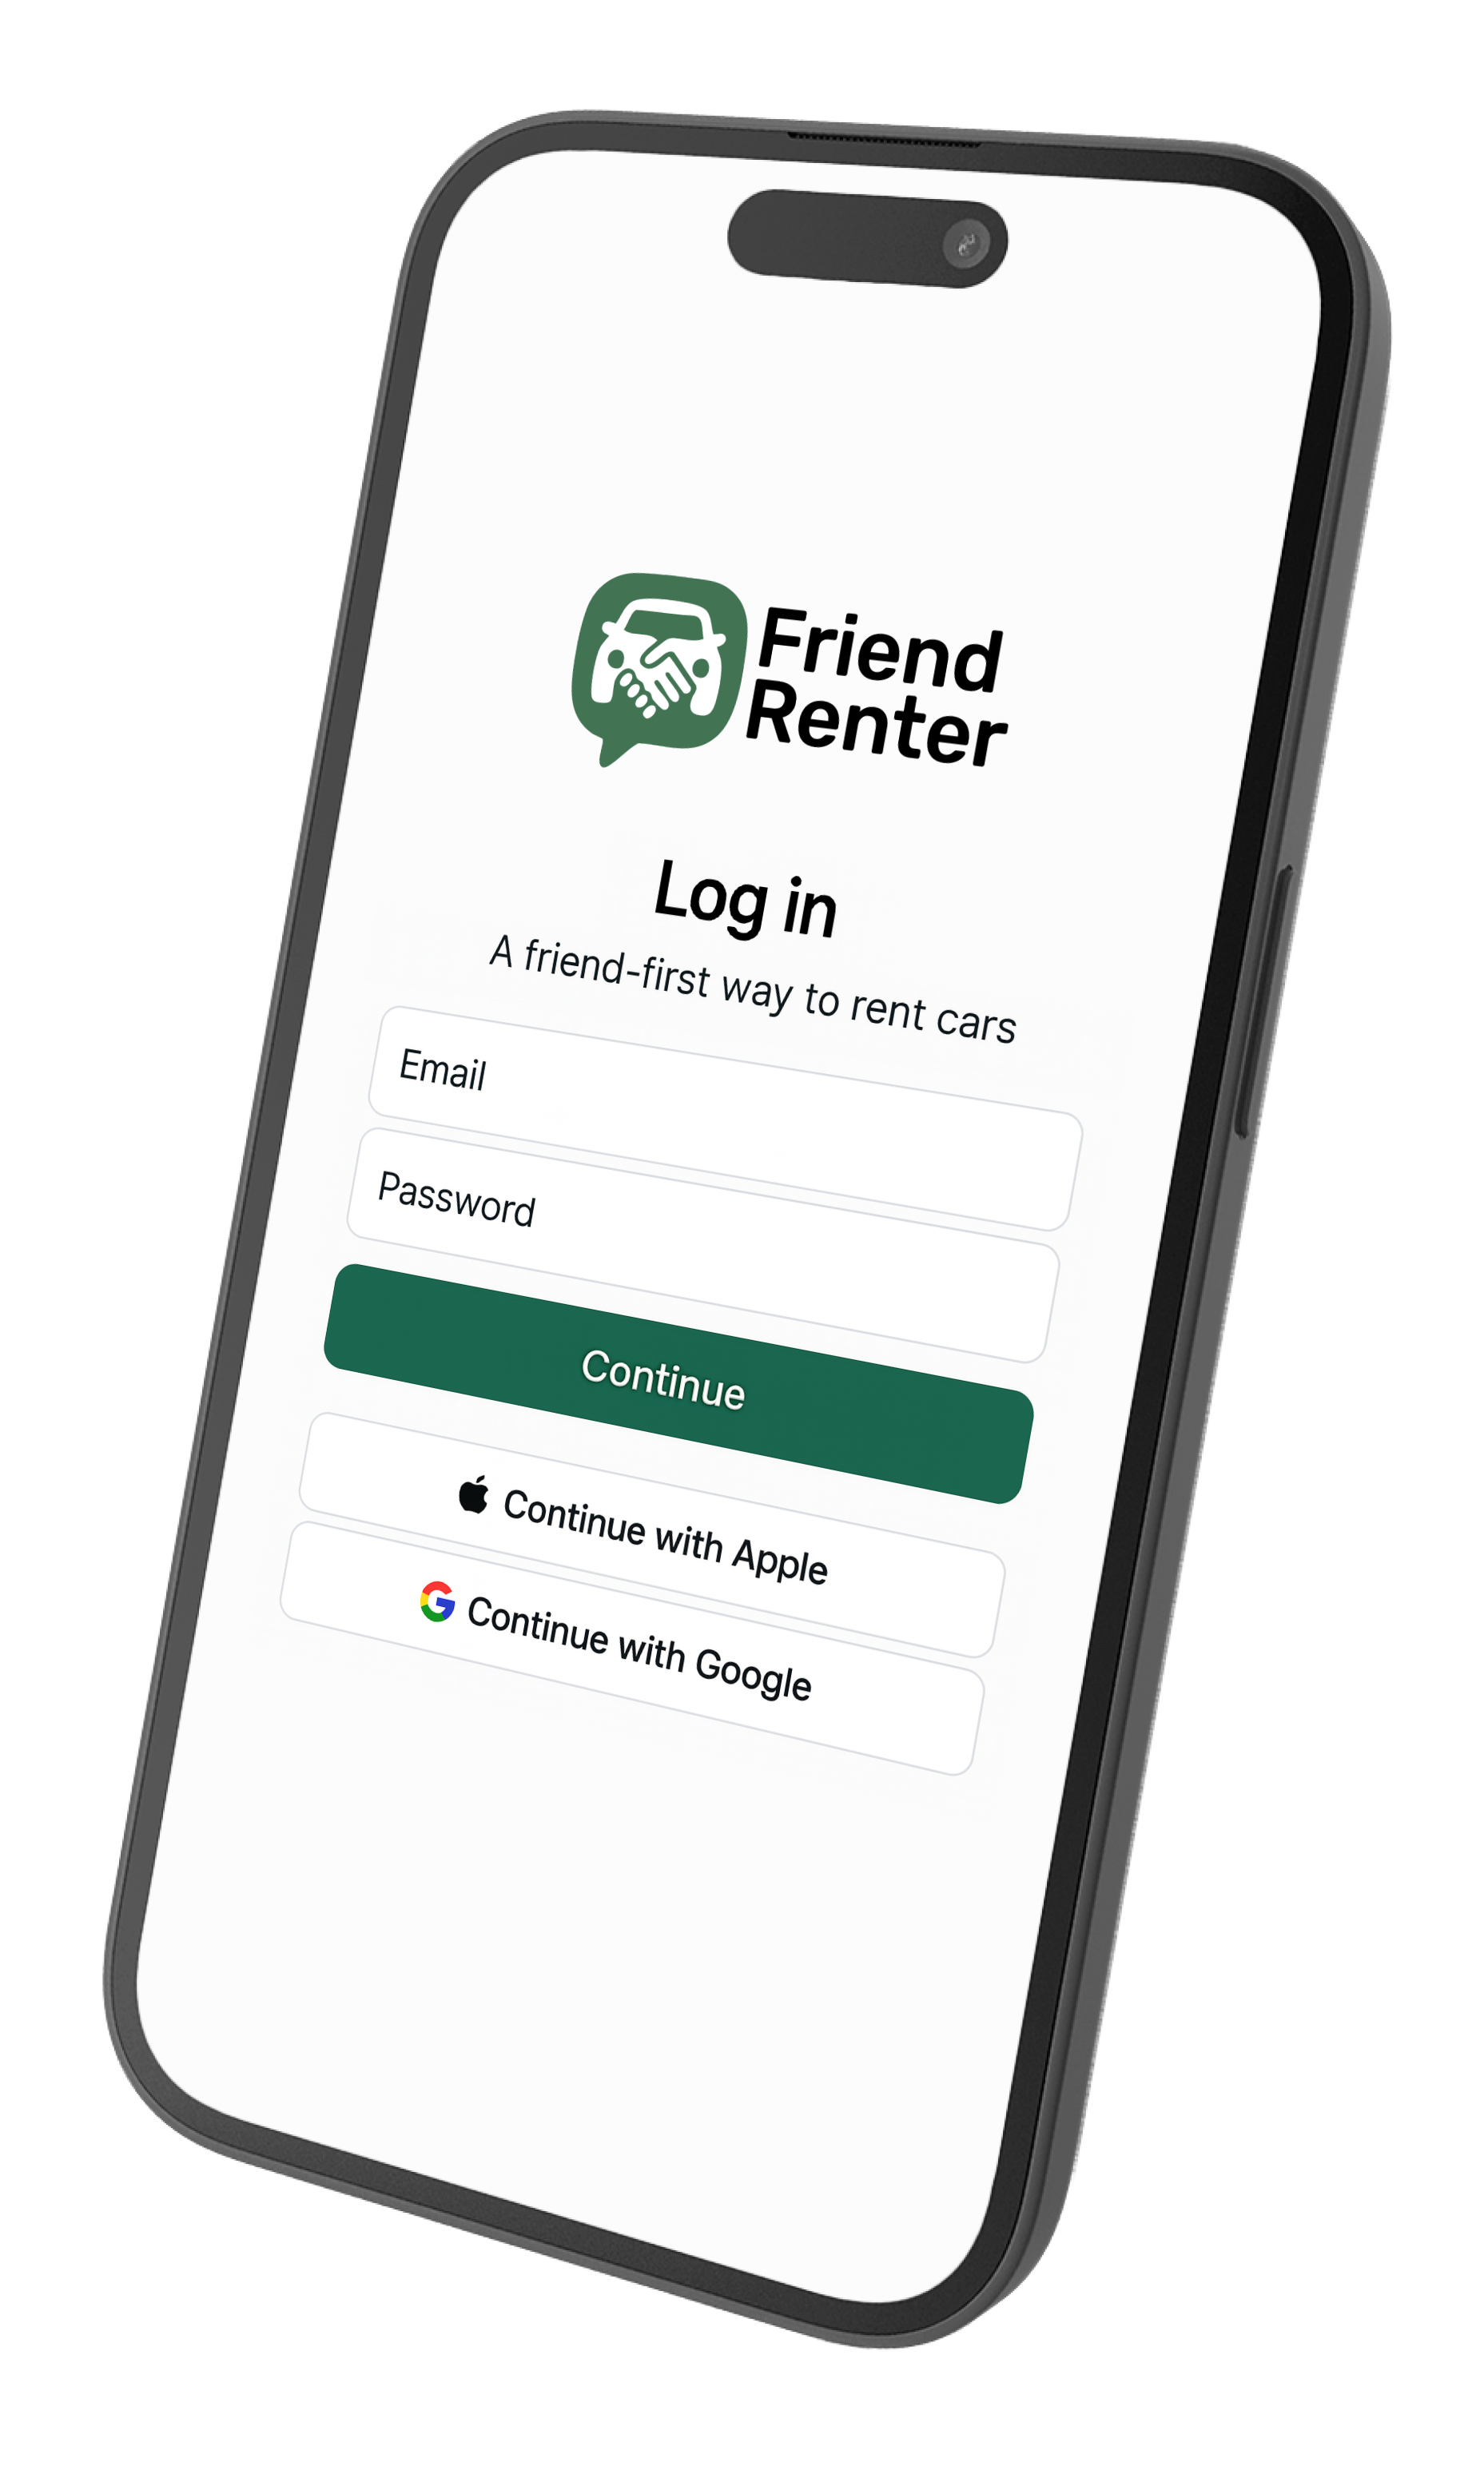 Friend
Renter
Log in
A friend-first way to rent cars
Email
Password
Continue
Continue with Apple
Continue with Google